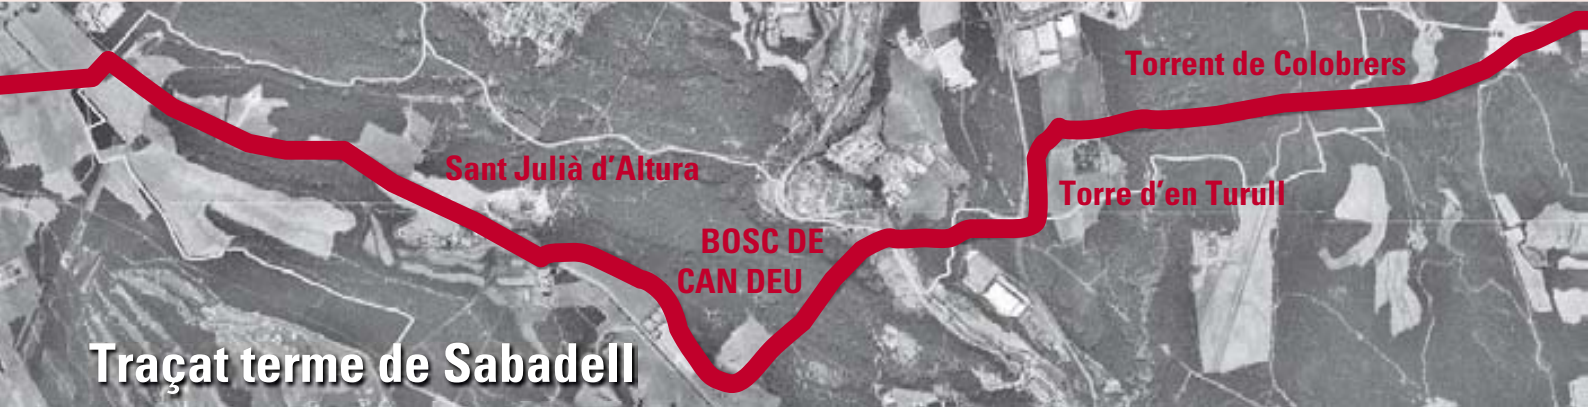 Torrent de Colobrers
Sant Julià d'Altura
Torre d'en Turull
BOSC DE
CAN DEU
Traçat terme de Sabadell